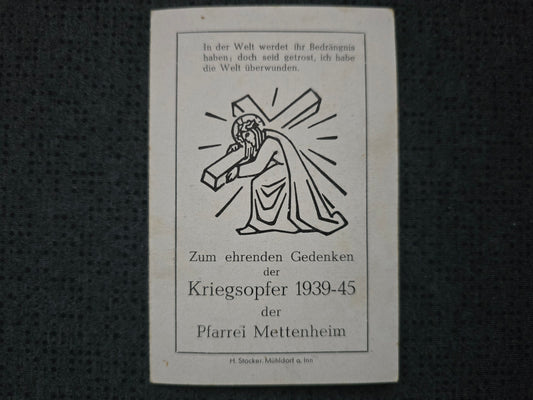 In der Welt werdet ihr Bedrängnis
haben; doch seid getrost, ich habe
die Welt überwunden.
Zum ehrenden Gedenken
der
Kriegsopfer 1939-45
der
Pfarrei Mettenheim
H. Stocker, Mühldorf a. Inn